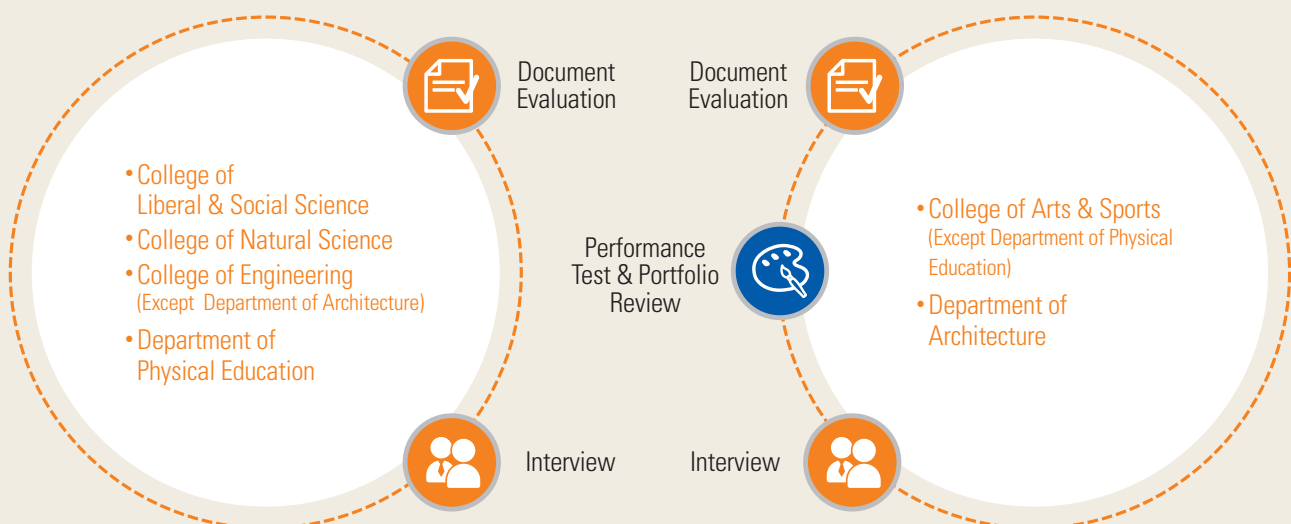 Document
Evaluation
• College of
Liberal & Social Science
• College of Natural Science
• College of Engineering
(Except Department of Architecture)
• Department of
Physical Education
Interview
Document
Evaluation
Performance
Test & Portfolio
Review
• College of Arts & Sports
(Except Department of Physical
Education)
• Department of
Architecture
Interview